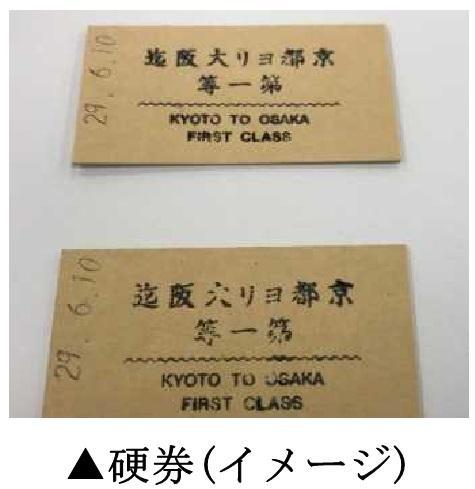 29.6.10
京都ヨリ大阪迄
第一等
KYOTO TO OSAKA
FIRST CLASS
29.6.10
京都ヨリ大阪迄
第一等
KYOTO TO OSAKA
FIRST CLASS
▲硬券(イメージ)